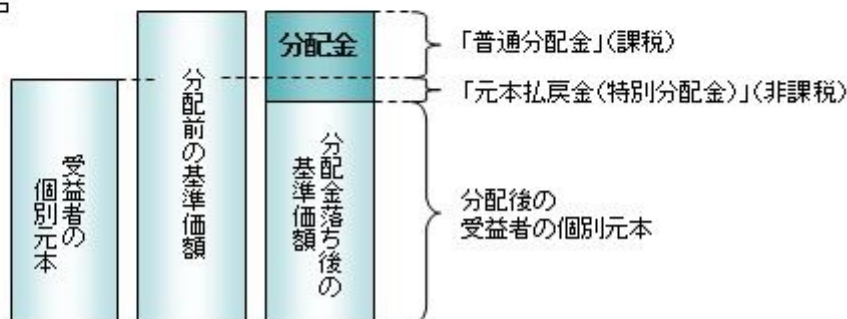 分配金
「普通分配金」(課税)
「元本払戻金(特別分配金)」(非課税)
受益者の
個別元本
分配前の基準価額
分配金落ち後の
基準価額
分配後の
受益者の個別元本